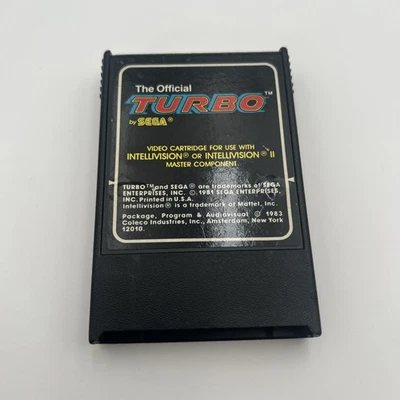 The Official
TURBO™
by SEGA®
VIDEO CARTRIDGE FOR USE WITH
INTELLIVISION® OR INTELLIVISION® II
MASTER COMPONENT
TURBO™ and SEGA® are trademarks of SEGA
ENTERPRISES, INC. © 1981 SEGA ENTERPRISES,
INC. Printed in U.S.A.
Intellivision® is a trademark of Mattel, Inc.
Package, Program & Audiovisual © 1983
Coleco Industries, Inc., Amsterdam, New York
12010.